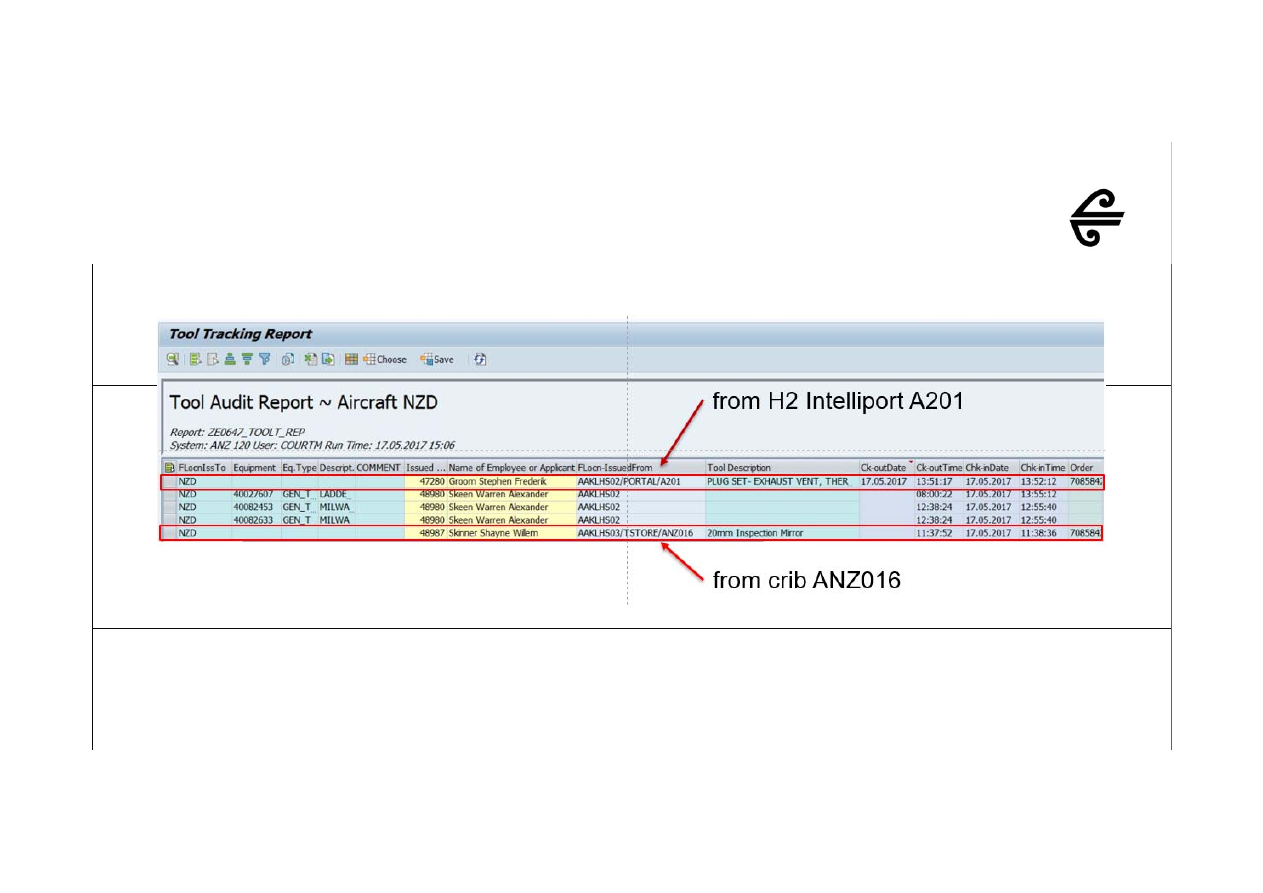 Tool Tracking Report
Choose Save
Tool Audit Report ~ Aircraft NZD
from H2 Intelliport A201
Report: ZE0647_TOOLT_REP
System: ANZ 120 User: COURTM Run Time: 17.05.2017 15:06
FLocnIssTo Equipment Eq.Type Descript. COMMENT Issued ... Name of Employee or Applicant FLocn-IssuedFrom Tool Description Ck-outDate Ck-outTime Chk-inDate Chk-inTime Order
NZD 47280 Groom Stephen Frederik AAKLHS02/PORTAL/A201 PLUG SET- EXHAUST VENT, THER_ 17.05.2017 13:51:17 17.05.2017 13:52:12 708584
NZD 40027607 GEN_T_ LADDE_ 48980 Skeen Warren Alexander AAKLHS02 08:00:22 17.05.2017 13:55:12
NZD 40082453 GEN_T_ MILWA_ 48980 Skeen Warren Alexander AAKLHS02 12:38:24 17.05.2017 12:55:40
NZD 40082633 GEN_T_ MILWA_ 48980 Skeen Warren Alexander AAKLHS02 12:38:24 17.05.2017 12:55:40
NZD 48987 Skinner Shayne Willem AAKLHS03/TSTORE/ANZ016 20mm Inspection Mirror 11:37:52 17.05.2017 11:38:36 708584
from crib ANZ016